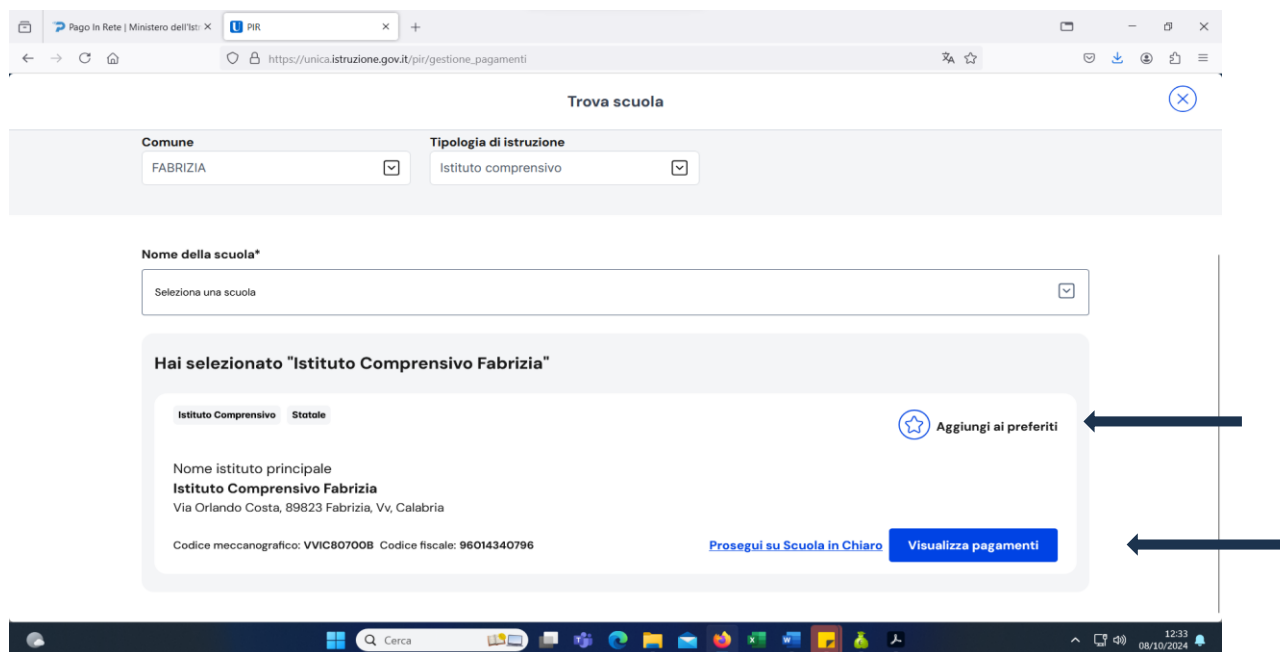 Pago In Rete | Ministero dell'Ist
PIR
https://unica.istruzione.gov.it/pir/gestione_pagamenti
Trova scuola
Comune Tipologia di istruzione
FABRIZIA Istituto comprensivo
Nome della scuola*
Seleziona una scuola
Hai selezionato "Istituto Comprensivo Fabrizia"
Istituto Comprensivo Statale
Aggiungi ai preferiti
Nome istituto principale
Istituto Comprensivo Fabrizia
Via Orlando Costa, 89823 Fabrizia, Vv, Calabria
Codice meccanografico: VVIC80700B Codice fiscale: 96014340796
Prosegui su Scuola in Chiaro Visualizza pagamenti
Cerca
12:33
08/10/2024